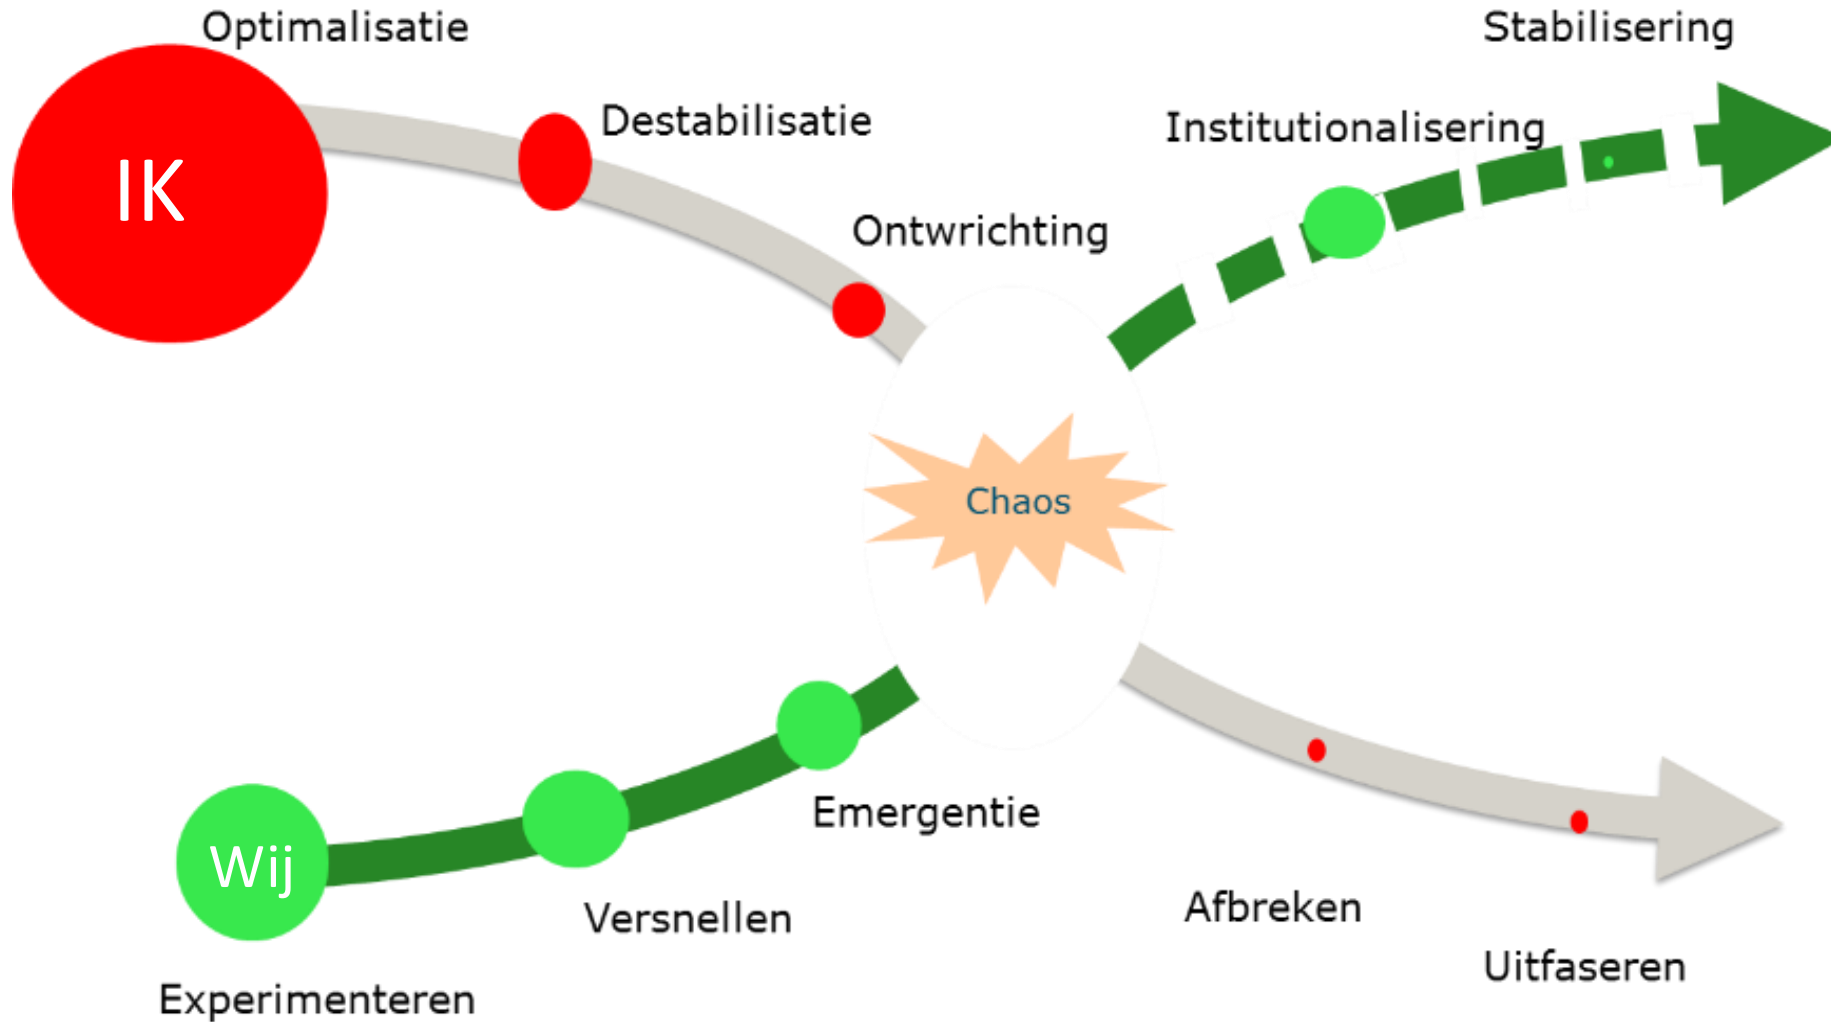 Optimalisatie
Stabilisering
Destabilisatie
Institutionalisering
IK
Ontwrichting
Chaos
Emergentie
Wij
Versnellen
Afbreken
Uitfaseren
Experimenteren